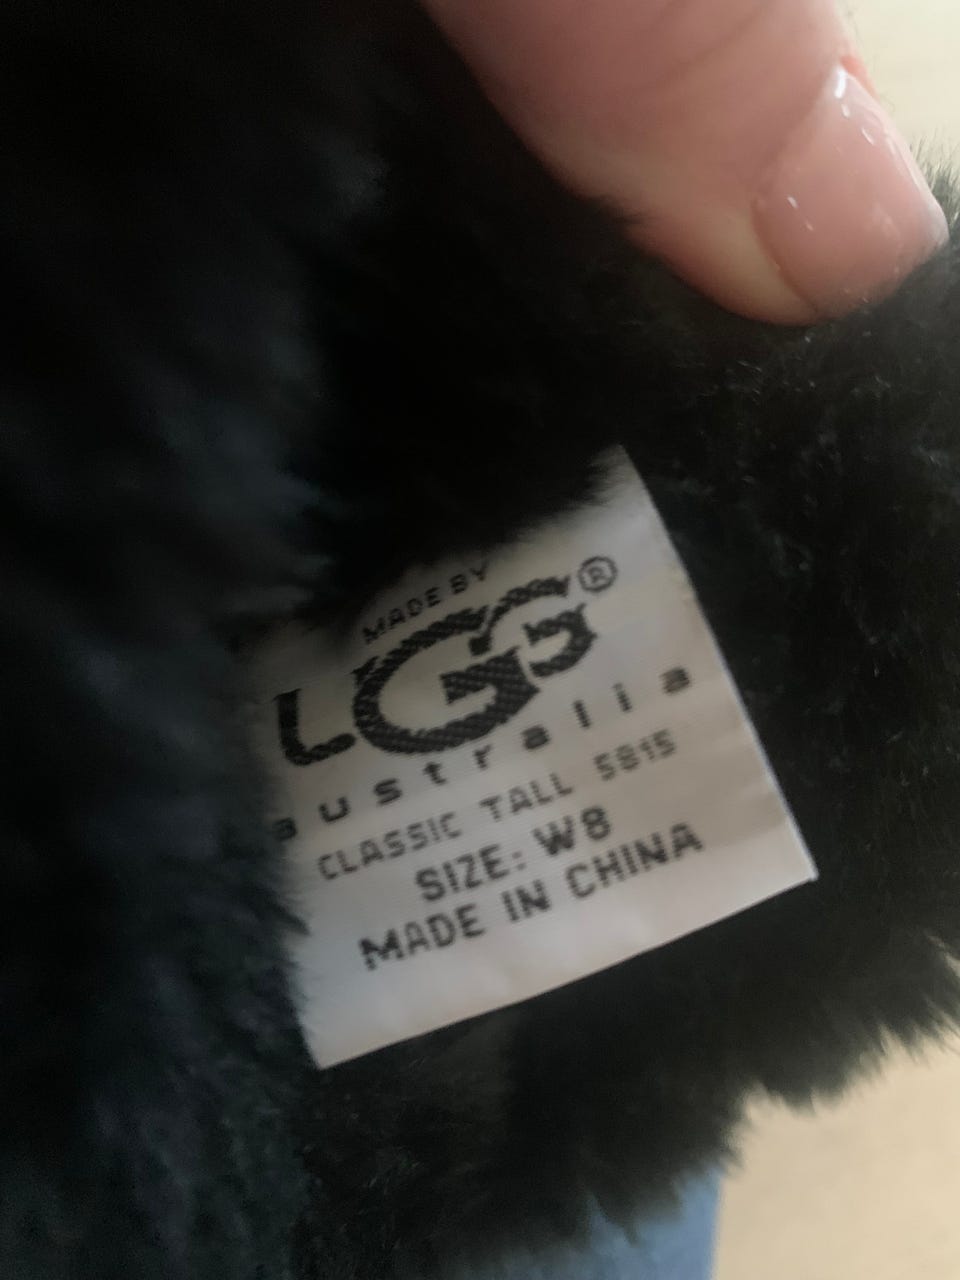 MADE BY
UGG®
australia
CLASSIC TALL 5815
SIZE: W8
MADE IN CHINA